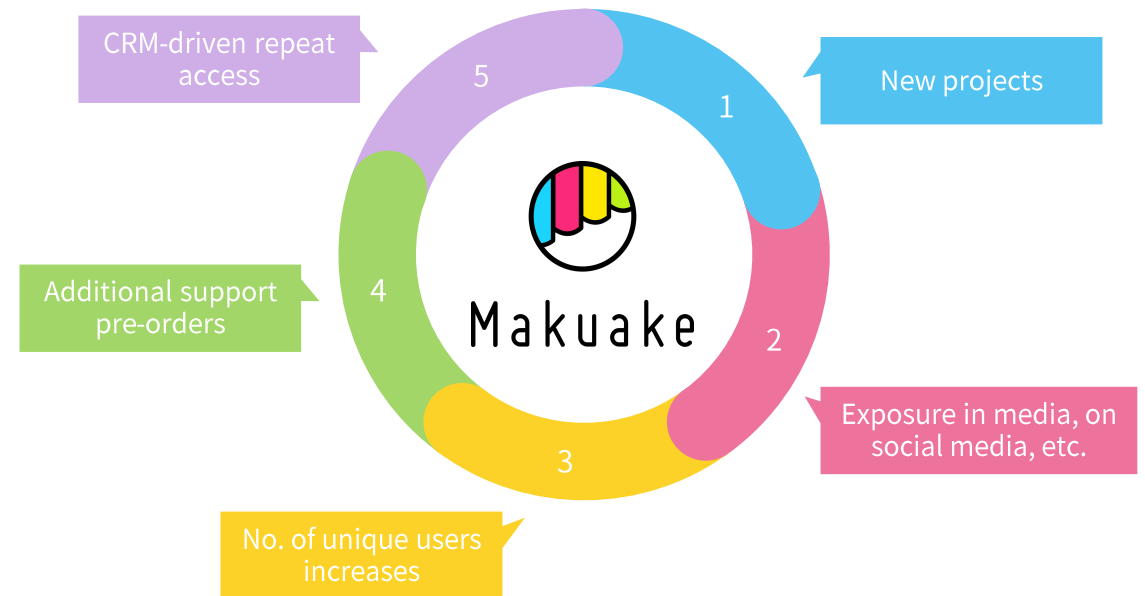 CRM-driven repeat
access
5
1
New projects
Additional support
pre-orders
4
Makuake
2
Exposure in media, on
social media, etc.
3
No. of unique users
increases